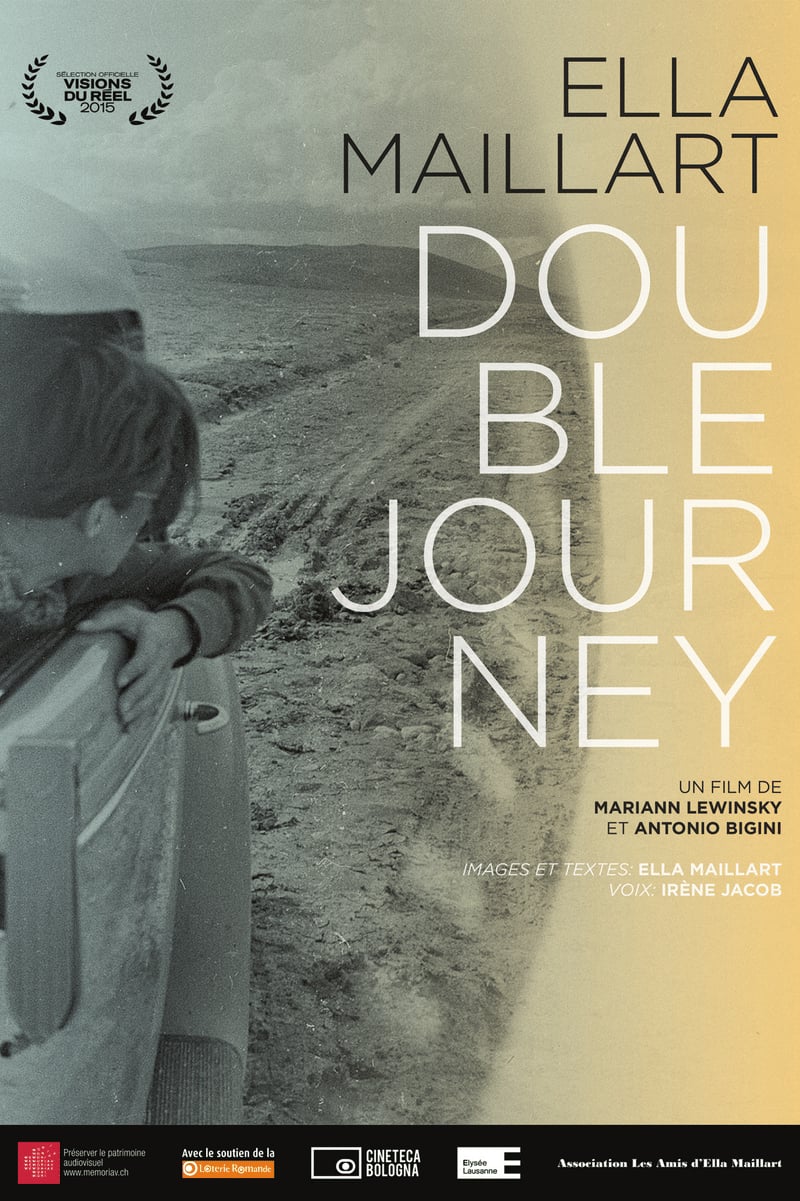 SÉLECTION OFFICIELLE
VISIONS
DU RÉEL
2015
ELLA
MAILLART
DOU
BLE
JOUR
NEY
UN FILM DE
MARIANN LEWINSKY
ET ANTONIO BIGINI
IMAGES ET TEXTES: ELLA MAILLART
VOIX: IRÈNE JACOB
Préserver le patrimoine
audiovisuel
www.memoriav.ch
Avec le soutien de la
LOTERIE ROMANDE
CINETECA
BOLOGNA
Elysée
Lausanne
Association Les Amis d'Ella Maillart